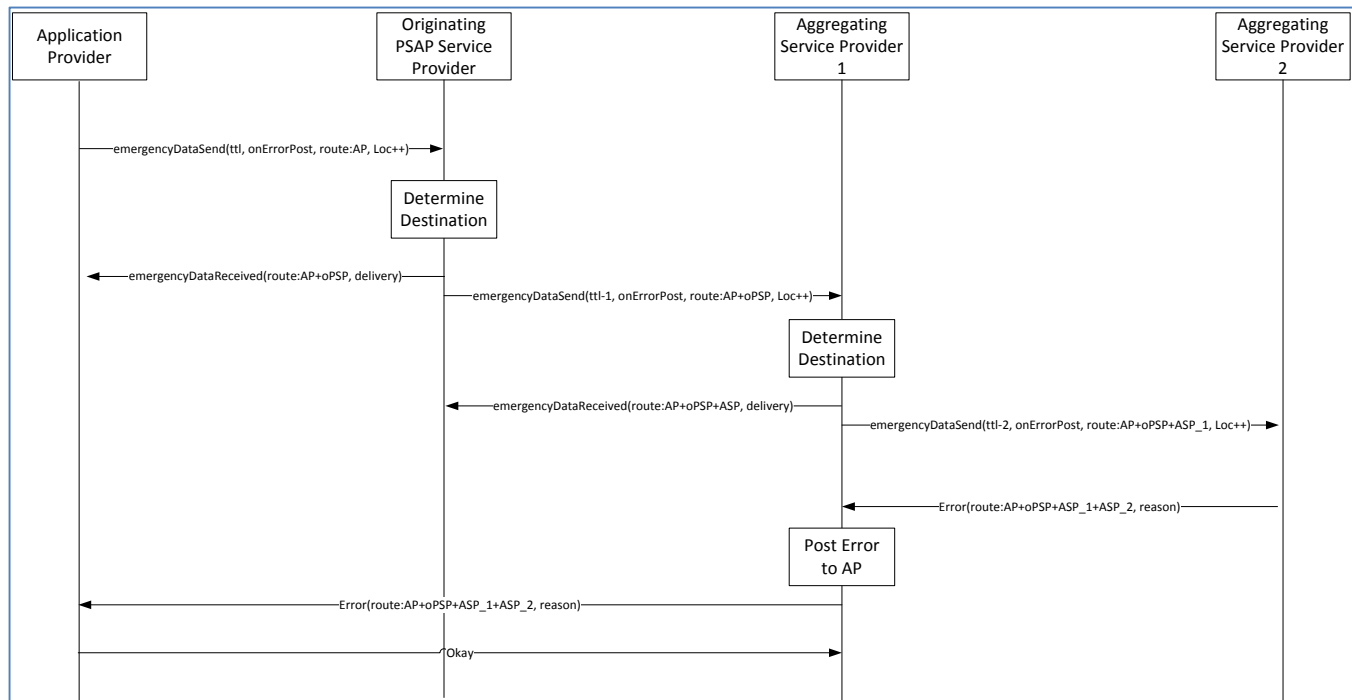 Application
Provider
Originating
PSAP Service
Provider
Aggregating
Service Provider
1
Aggregating
Service Provider
2
emergencyDataSend(ttl, onErrorPost, route:AP, Loc++)
Determine
Destination
emergencyDataReceived(route:AP+oPSP, delivery)
emergencyDataSend(ttl-1, onErrorPost, route:AP+oPSP, Loc++)
Determine
Destination
emergencyDataReceived(route:AP+oPSP+ASP, delivery)
emergencyDataSend(ttl-2, onErrorPost, route:AP+oPSP+ASP_1, Loc++)
Error(route:AP+oPSP+ASP_1+ASP_2, reason)
Post Error
to AP
Error(route:AP+oPSP+ASP_1+ASP_2, reason)
Okay